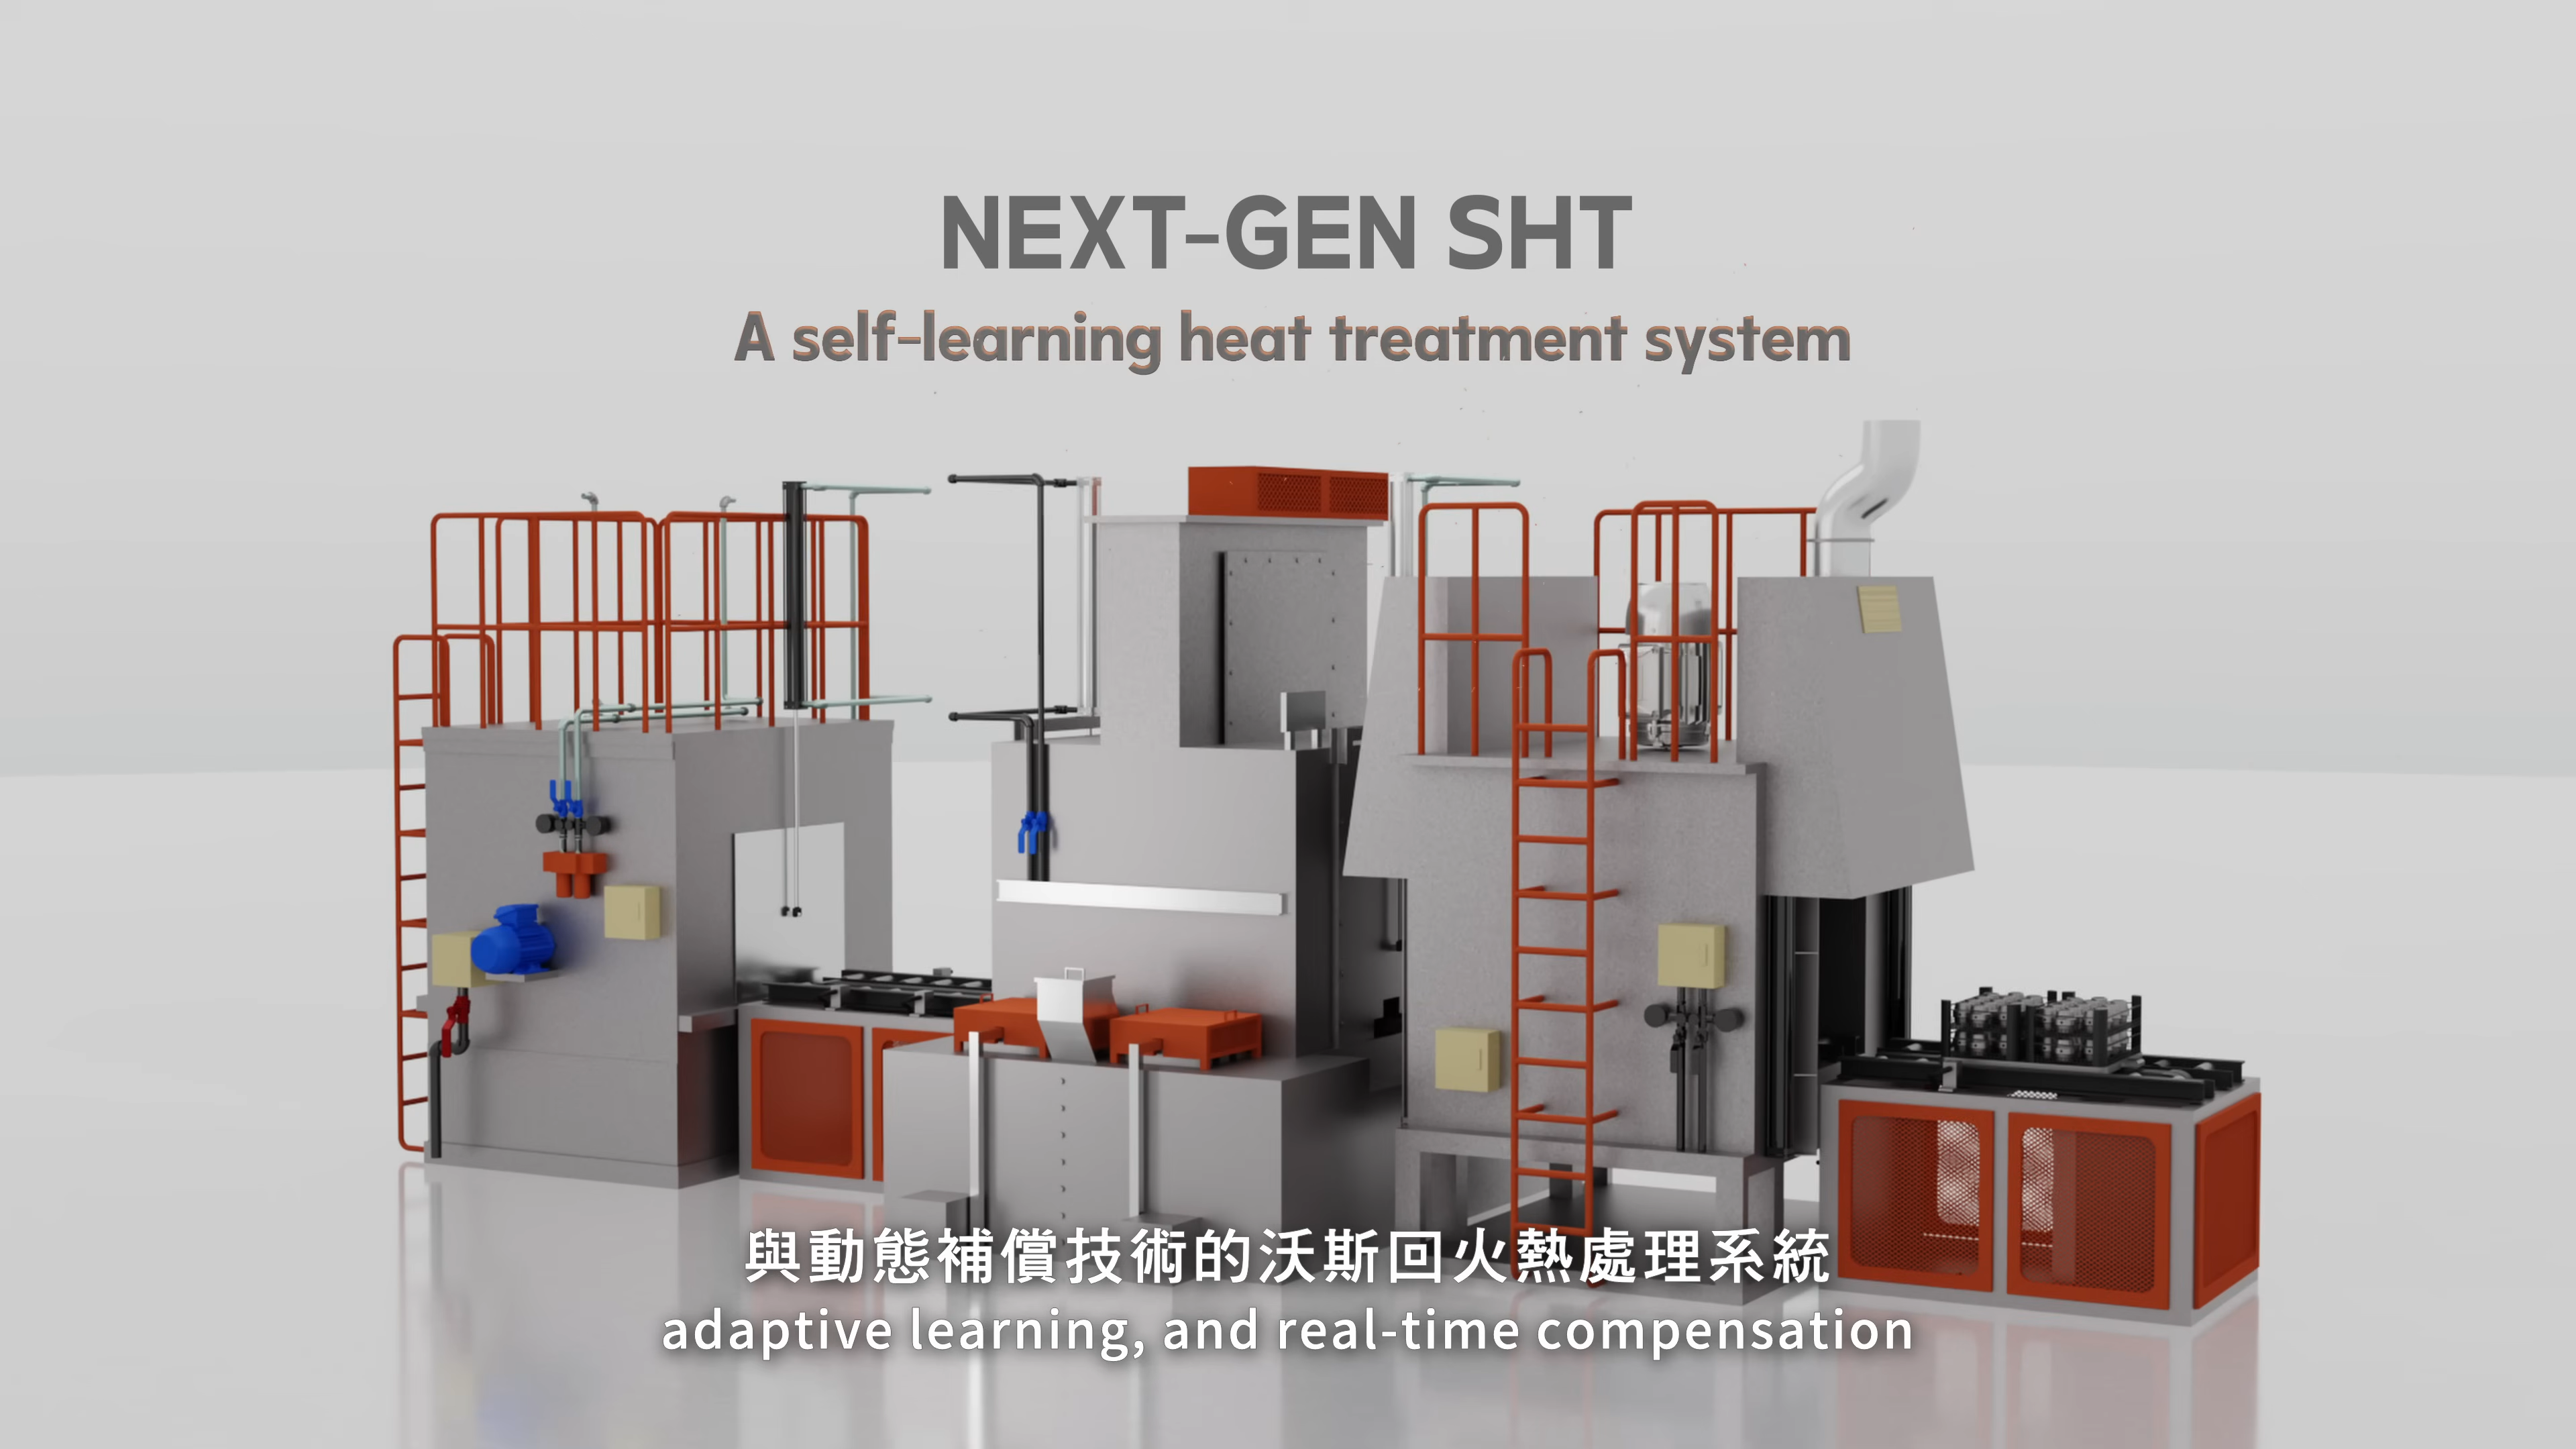 NEXT-GEN SHT
A self-learning heat treatment system
與動態補償技術的沃斯回火熱處理系統
adaptive learning, and real-time compensation